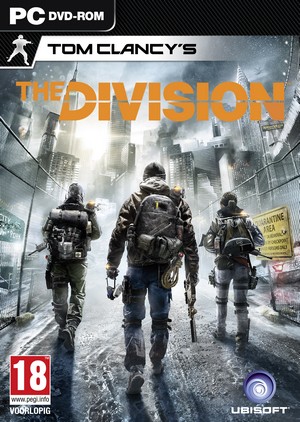 PC DVD-ROM
TOM CLANCY'S
THE DIVISION
QUARANTINE
AREA
18
www.pegi.info
VOORLOPIG
UBISOFT